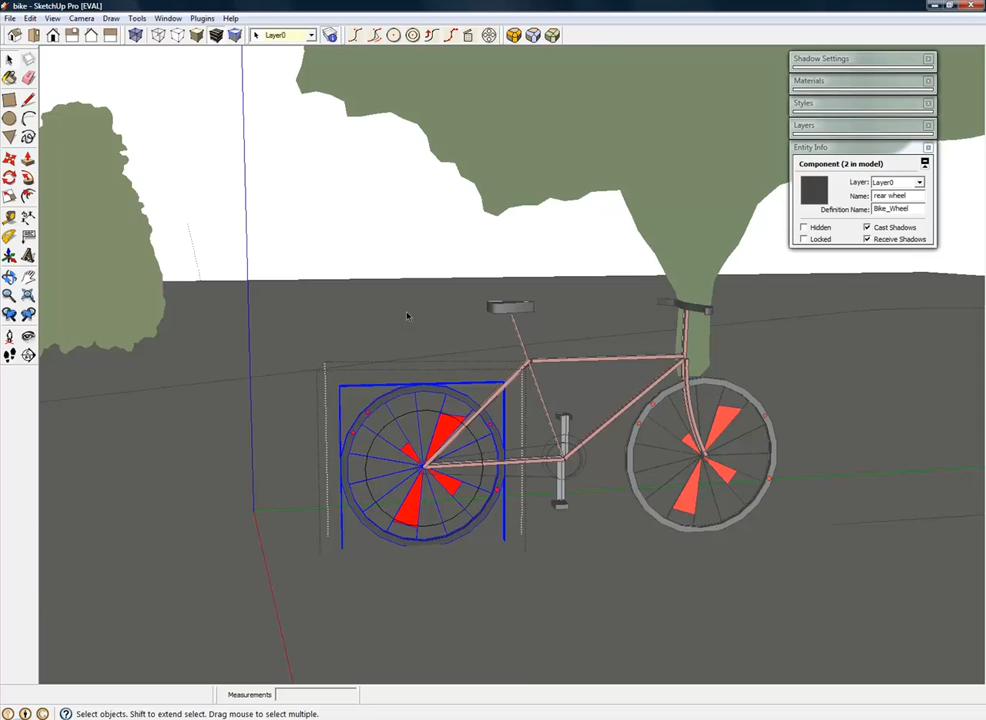 bike - SketchUp Pro [EVAL]
File Edit View Camera Draw Tools Window Plugins Help
Layer0
Shadow Settings
Materials
Styles
Layers
Entity Info
Component (2 in model)
Layer: Layer0
Name: rear wheel
Definition Name: Bike_Wheel
Hidden Cast Shadows
Locked Receive Shadows
Measurements
Select objects. Shift to extend select. Drag mouse to select multiple.